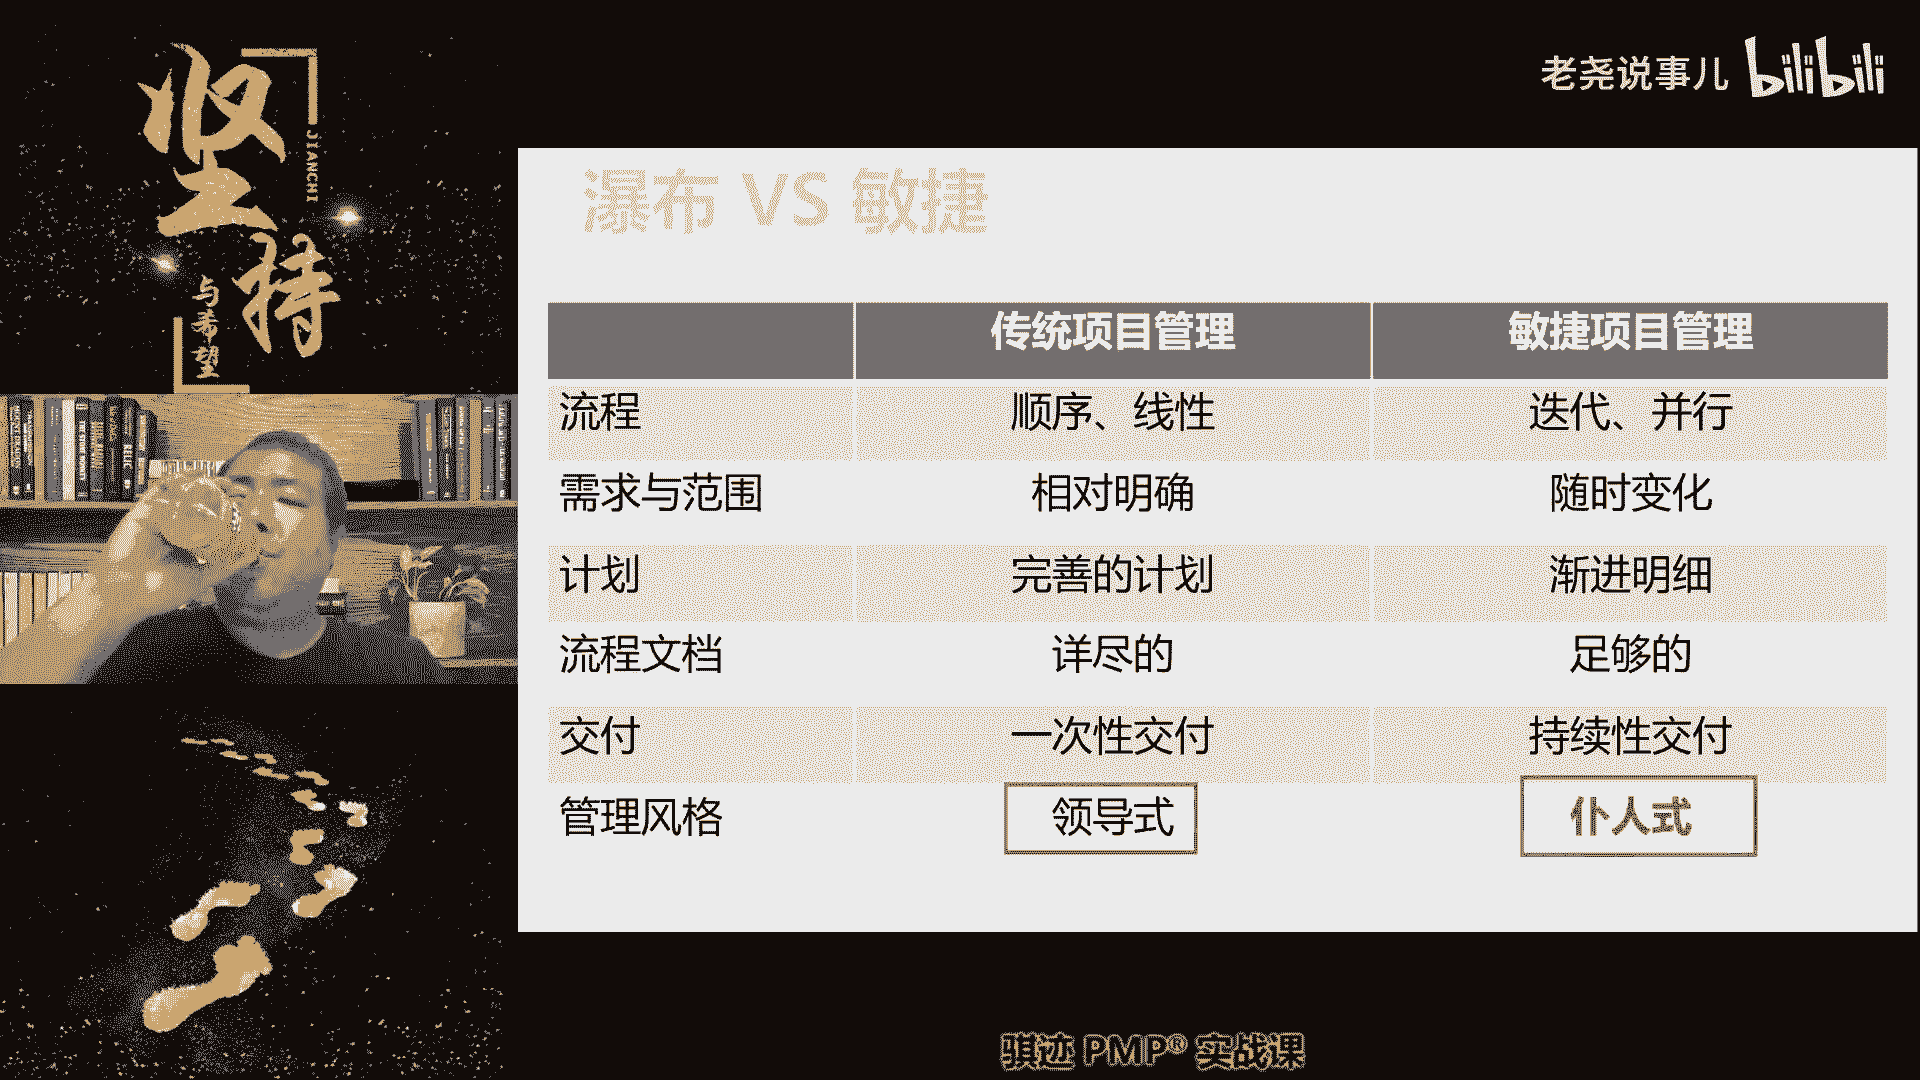 坚持
JIANCHI
与希望
老尧说事儿 bilibili
瀑布 VS 敏捷
传统项目管理 敏捷项目管理
流程 顺序、线性 迭代、并行
需求与范围 相对明确 随时变化
计划 完善的计划 渐进明细
流程文档 详尽的 足够的
交付 一次性交付 持续性交付
管理风格 领导式 仆人式
骐迹 PMP® 实战课